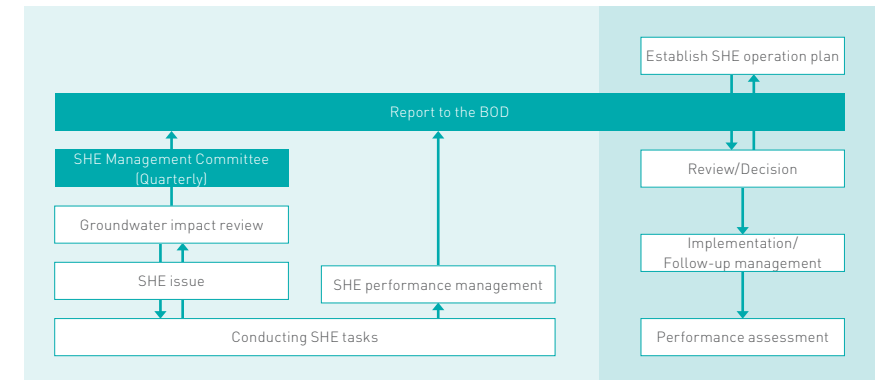 Establish SHE operation plan
Report to the BOD
SHE Management Committee
(Quarterly)
Review/Decision
Groundwater impact review
Implementation/
Follow-up management
SHE issue
SHE performance management
Conducting SHE tasks
Performance assessment